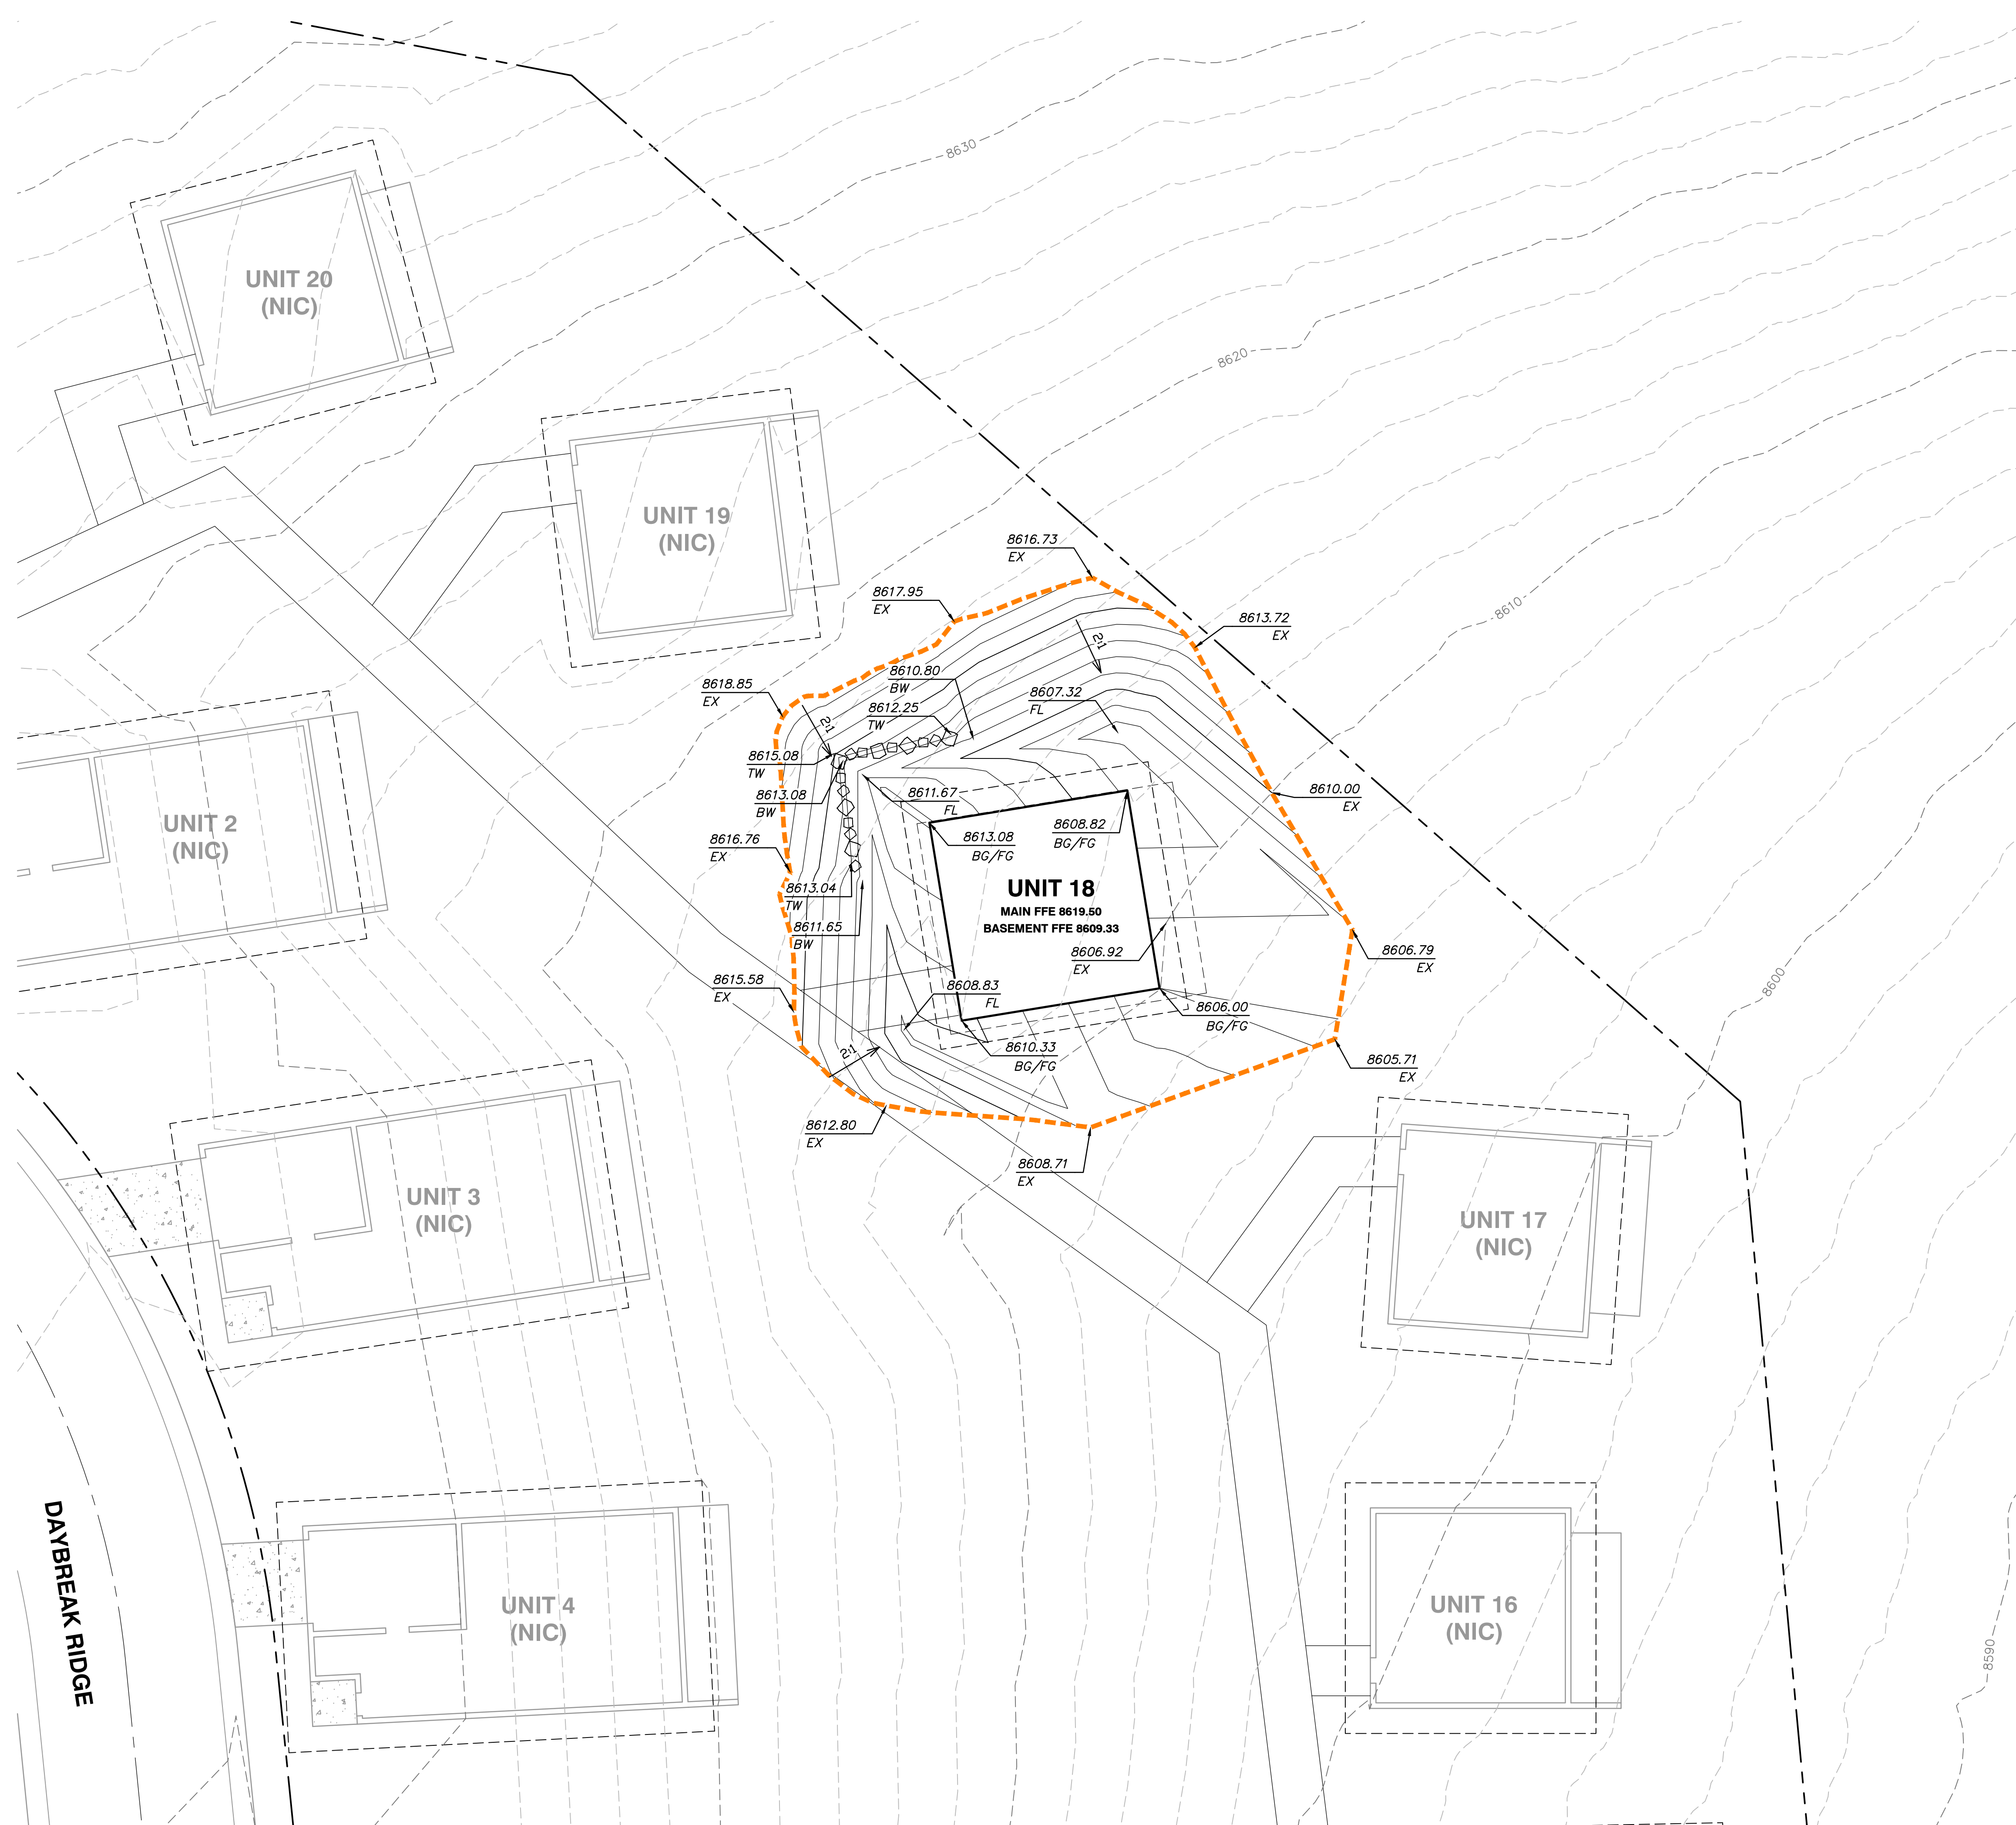 8630
UNIT 20
(NIC)
8620
UNIT 19
(NIC)
8616.73
EX
8617.95
EX
8610
8613.72
EX
2:1
8610.80
BW
8618.85
EX
8607.32
FL
8612.25
TW
2:1
8615.08
TW
8613.08
BW
8611.67
FL
8610.00
EX
8613.08
BG/FG
8608.82
BG/FG
UNIT 2
(NIC)
8616.76
EX
8613.04
TW
UNIT 18
MAIN FFE 8619.50
BASEMENT FFE 8609.33
8611.65
BW
8606.92
EX
8606.79
EX
8615.58
EX
8608.83
FL
8600
8606.00
BG/FG
8610.33
BG/FG
2:1
8605.71
EX
8612.80
EX
8608.71
EX
UNIT 3
(NIC)
UNIT 17
(NIC)
DAYBREAK RIDGE
UNIT 4
(NIC)
UNIT 16
(NIC)
8590